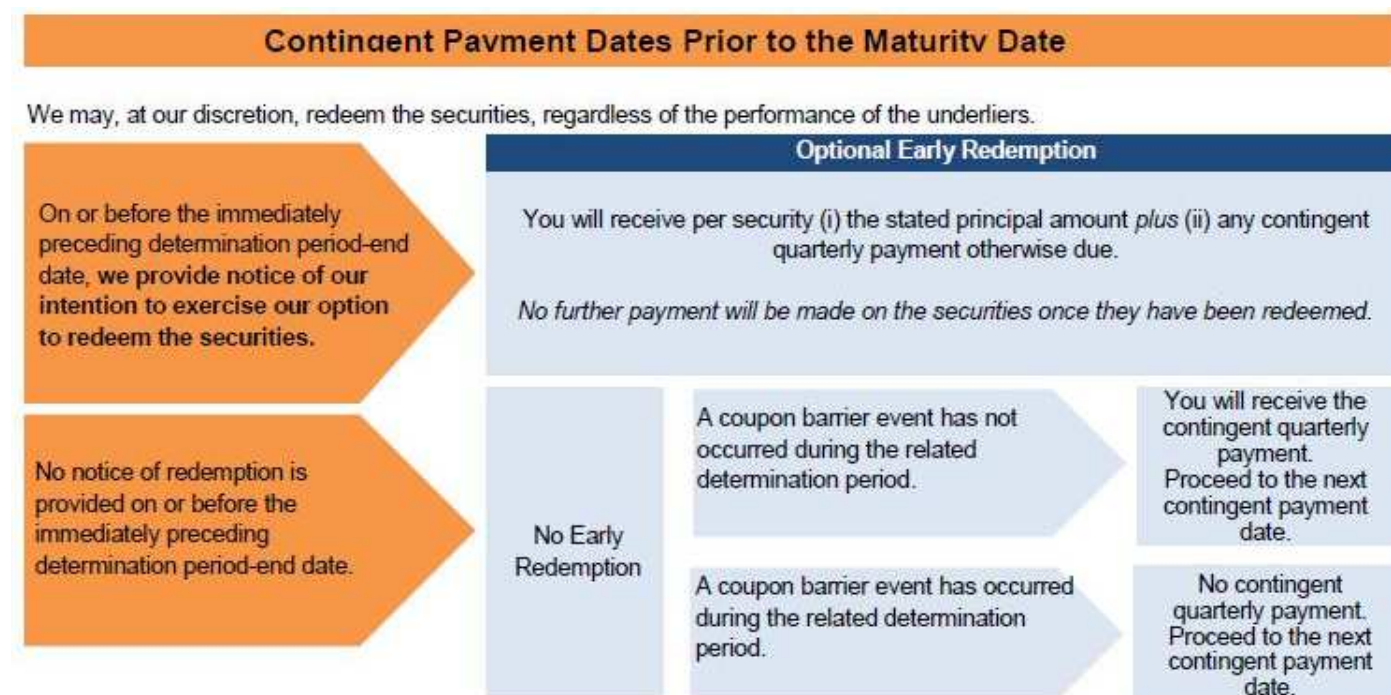 Contingent Payment Dates Prior to the Maturity Date
We may, at our discretion, redeem the securities, regardless of the performance of the underliers.
On or before the immediately
preceding determination period-end
date, we provide notice of our
intention to exercise our option
to redeem the securities.
Optional Early Redemption
You will receive per security (i) the stated principal amount plus (ii) any contingent
quarterly payment otherwise due.
No further payment will be made on the securities once they have been redeemed.
No notice of redemption is
provided on or before the
immediately preceding
determination period-end date.
No Early
Redemption
A coupon barrier event has not
occurred during the related
determination period.
You will receive the
contingent quarterly
payment.
Proceed to the next
contingent payment
date.
A coupon barrier event has occurred
during the related determination
period.
No contingent
quarterly payment.
Proceed to the next
contingent payment
date.